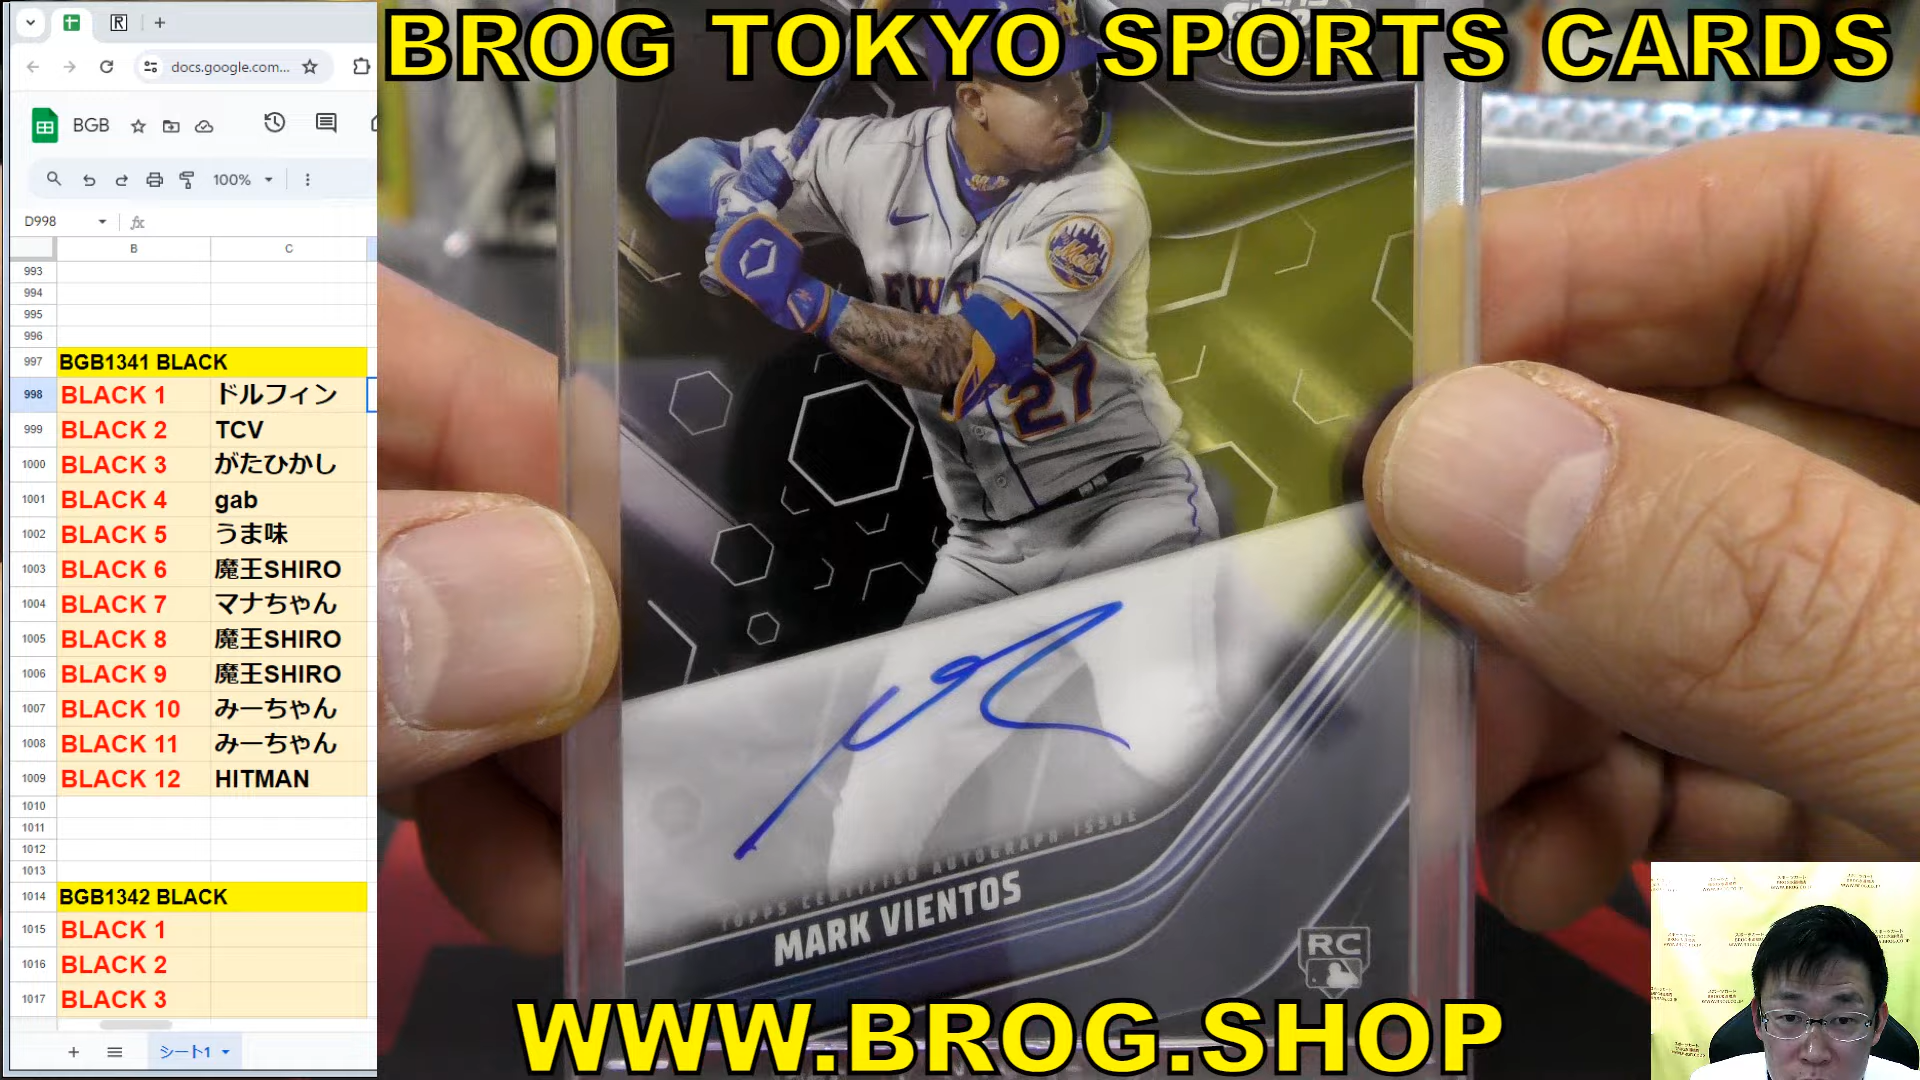 BROG TOKYO SPORTS CARDS
docs.google.com...
BGB
100%
D998
fx
B C
993
994
995
996
997 BGB1341 BLACK
998 BLACK 1 ドルフィン
999 BLACK 2 TCV
1000 BLACK 3 がたひかし
1001 BLACK 4 gab
1002 BLACK 5 うま味
1003 BLACK 6 魔王SHIRO
1004 BLACK 7 マナちゃん
1005 BLACK 8 魔王SHIRO
1006 BLACK 9 魔王SHIRO
1007 BLACK 10 みーちゃん
1008 BLACK 11 みーちゃん
1009 BLACK 12 HITMAN
1010
1011
1012
1013
1014 BGB1342 BLACK
1015 BLACK 1
1016 BLACK 2
1017 BLACK 3
シート1
Mets
27
TOPPS CERTIFIED AUTOGRAPH ISSUE
MARK VIENTOS
RC
WWW.BROG.SHOP